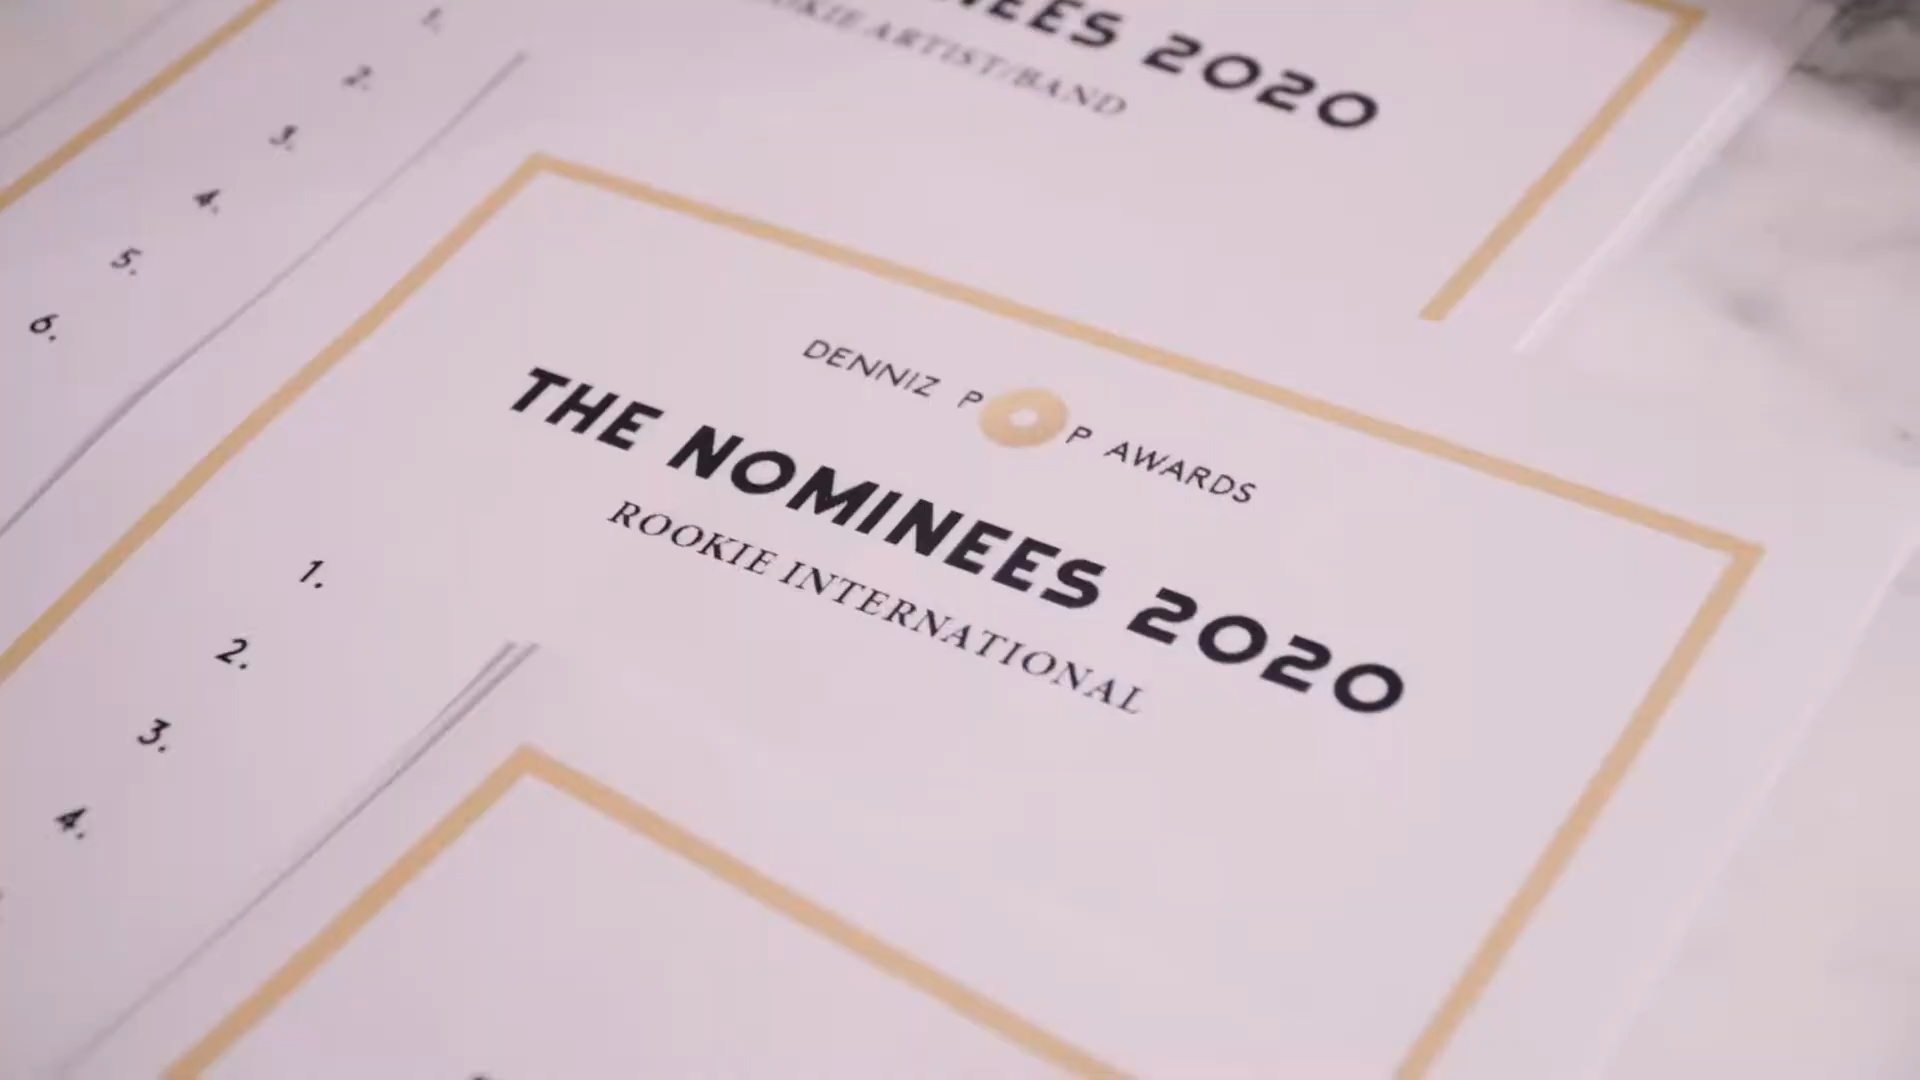 2020
ARTIST/BAND
1.
2.
3.
4.
5.
6.
DENNIZ POP AWARDS
THE NOMINEES 2020
ROOKIE INTERNATIONAL
1.
2.
3.
4.